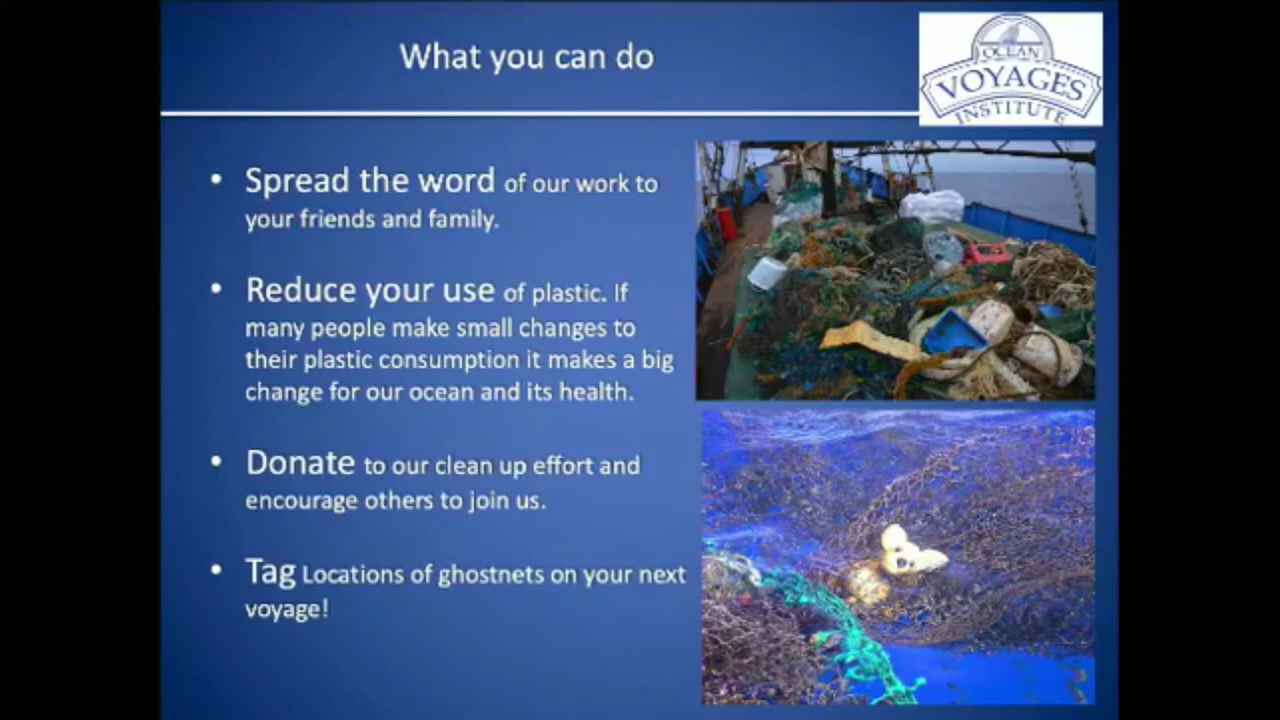 What you can do
OCEAN
VOYAGES
INSTITUTE
• Spread the word of our work to
your friends and family.
• Reduce your use of plastic. If
many people make small changes to
their plastic consumption it makes a big
change for our ocean and its health.
• Donate to our clean up effort and
encourage others to join us.
• Tag Locations of ghostnets on your next
voyage!